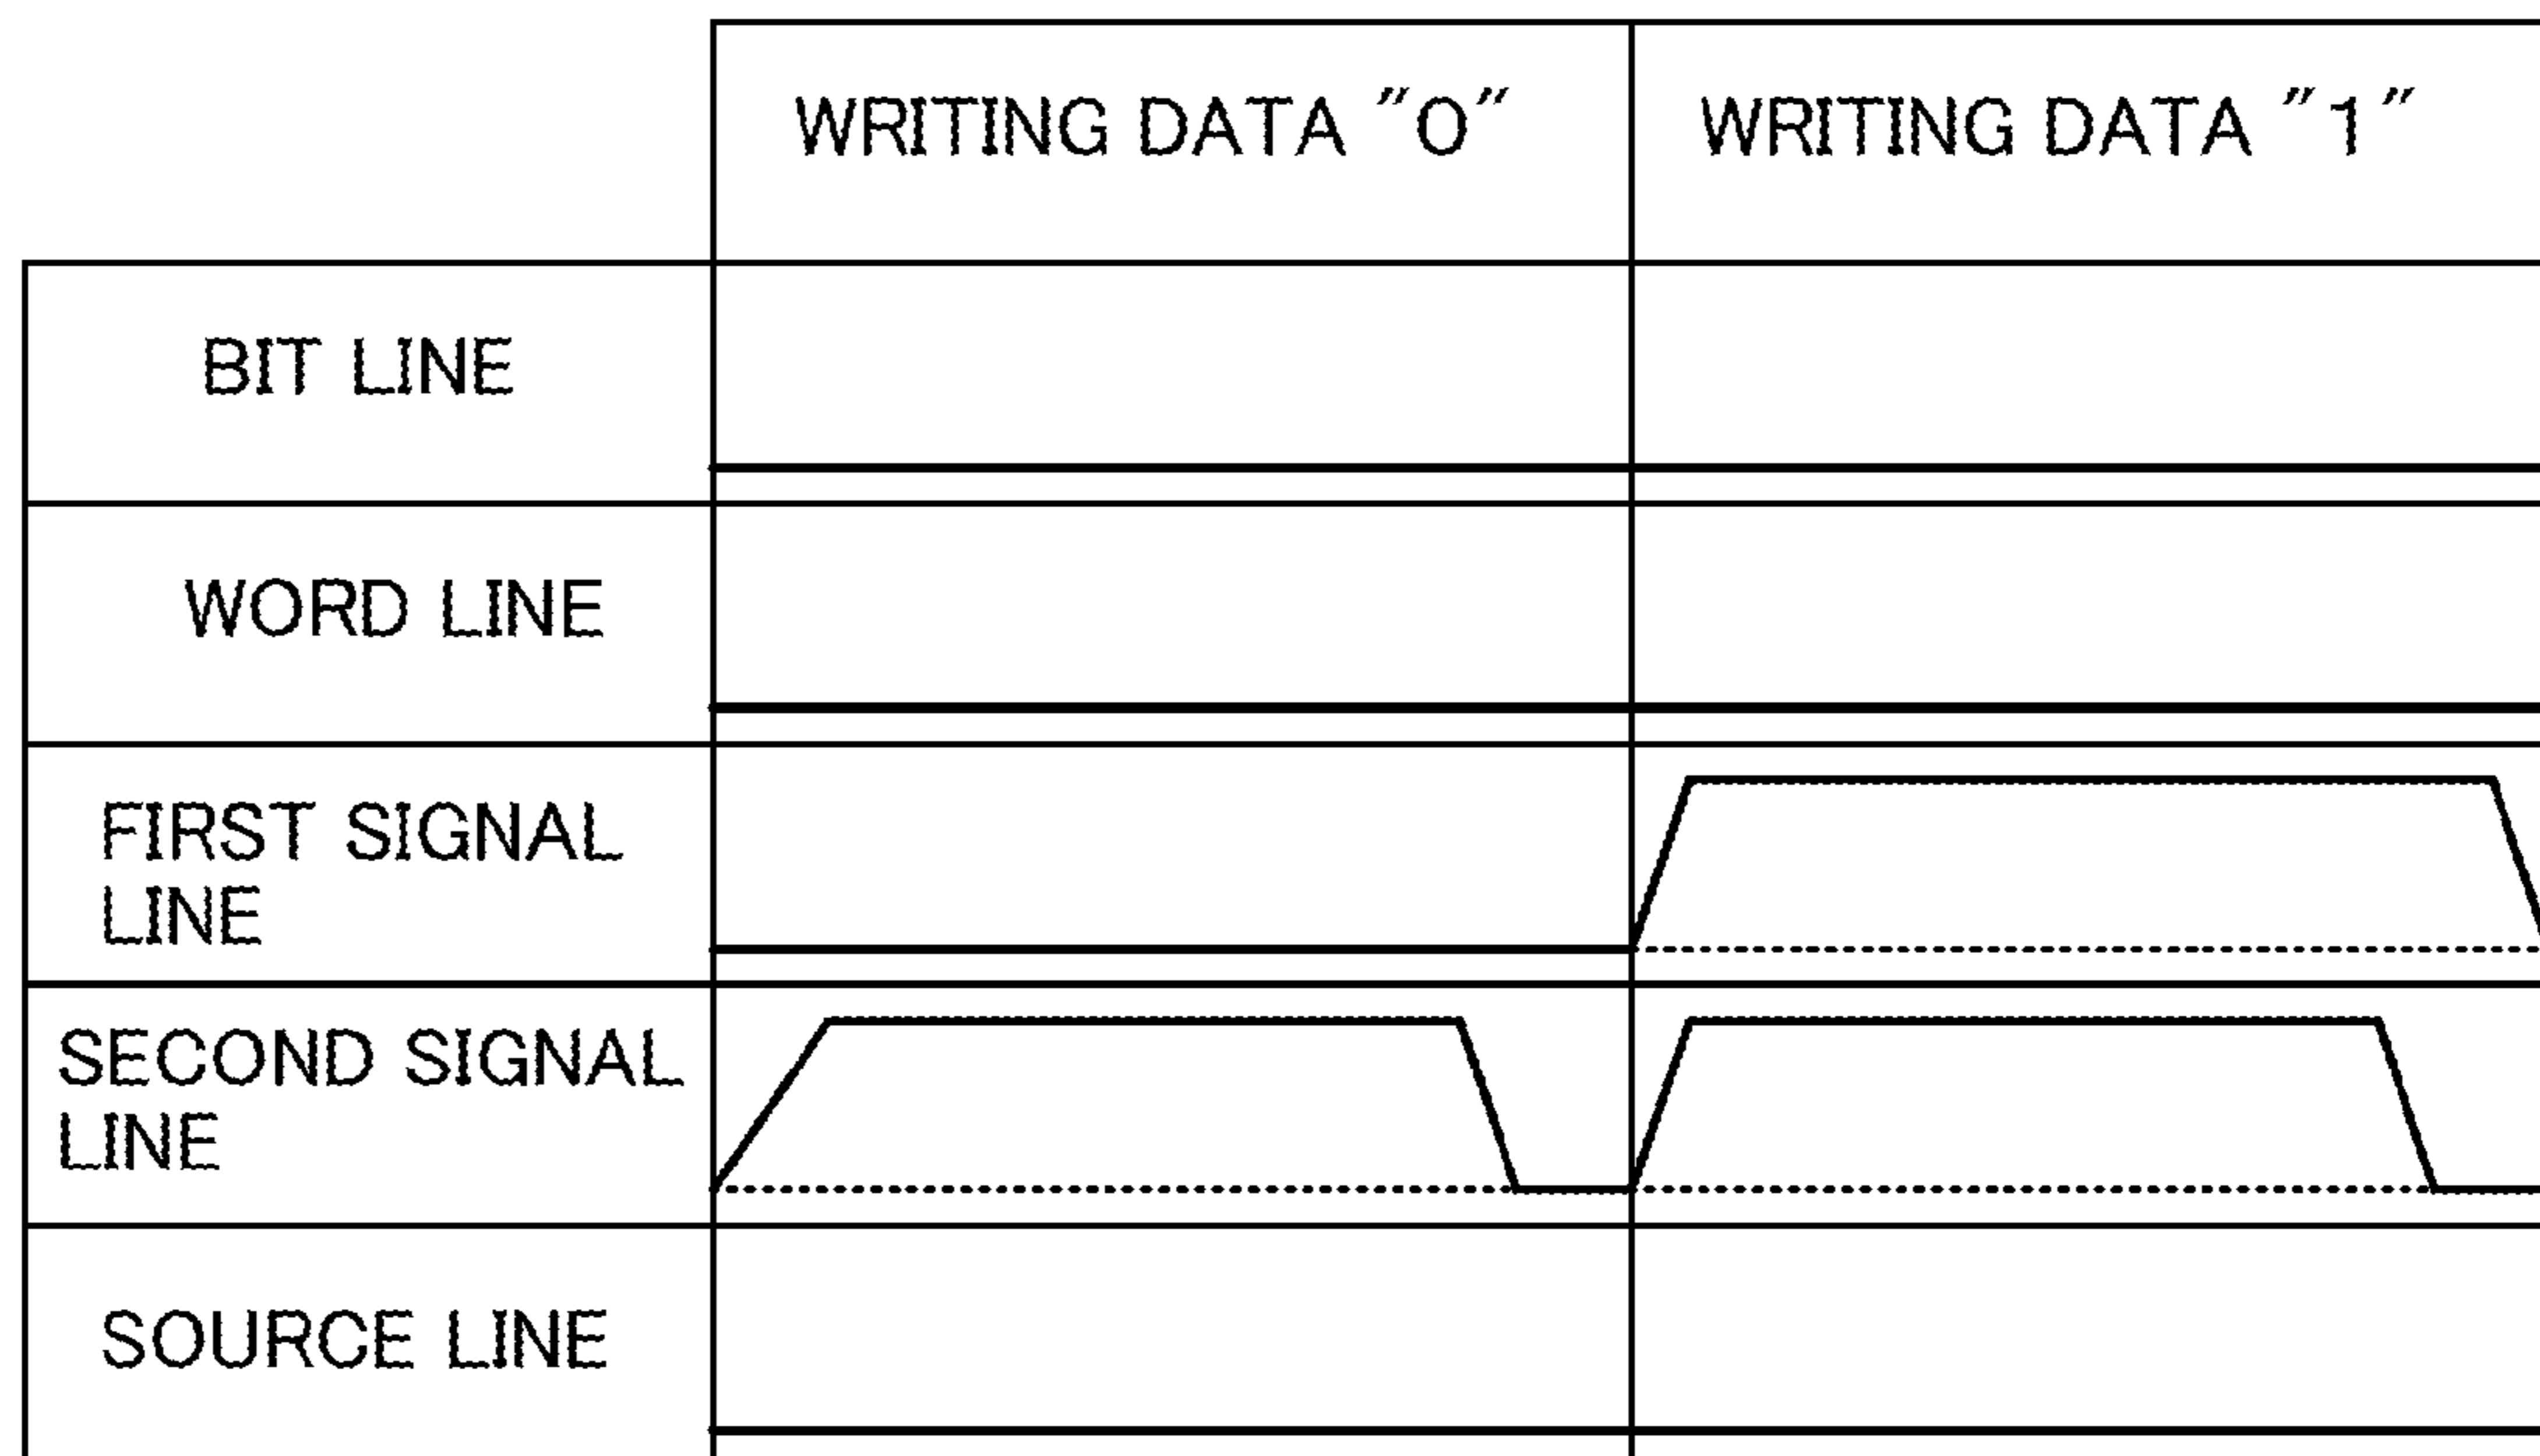 WRITING DATA "0"
WRITING DATA "1"
BIT LINE
WORD LINE
FIRST SIGNAL
LINE
SECOND SIGNAL
LINE
SOURCE LINE